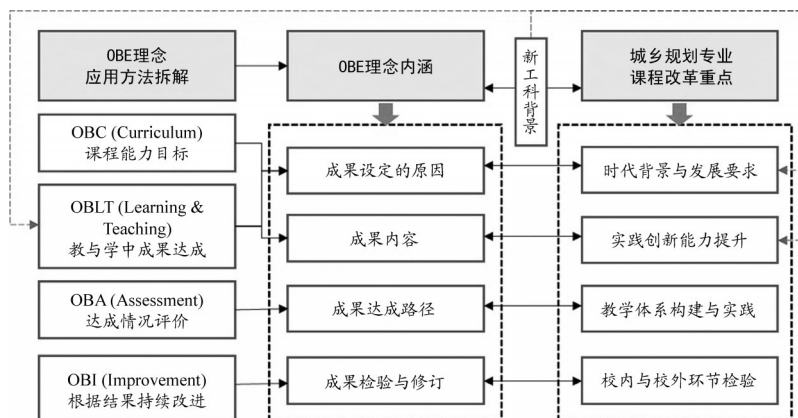 OBE理念
应用方法拆解
OBE理念内涵
新工科背景
城乡规划专业
课程改革重点
OBC (Curriculum)
课程能力目标
OBLT (Learning &
Teaching)
教与学中成果达成
OBA (Assessment)
达成情况评价
OBI (Improvement)
根据结果持续改进
成果设定的原因
成果内容
成果达成路径
成果检验与修订
时代背景与发展要求
实践创新能力提升
教学体系构建与实践
校内与校外环节检验